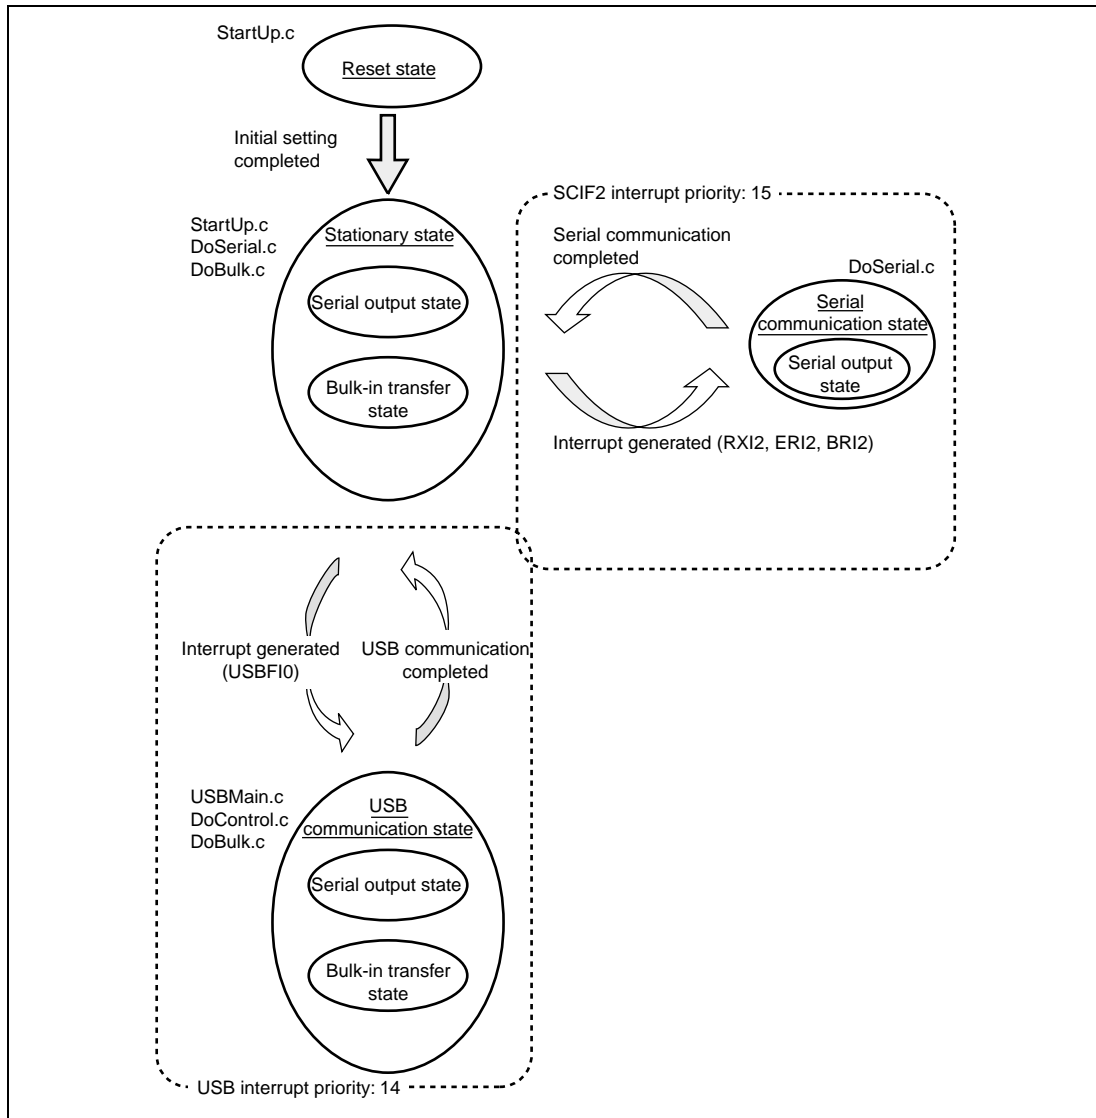 StartUp.c
Reset state
Initial setting
completed
StartUp.c
DoSerial.c
DoBulk.c
Stationary state
Serial output state
Bulk-in transfer
state
SCIF2 interrupt priority: 15
Serial communication
completed
DoSerial.c
Serial
communication state
Serial output
state
Interrupt generated (RXI2, ERI2, BRI2)
Interrupt generated
(USBFI0)
USB communication
completed
USBMain.c
DoControl.c
DoBulk.c
USB
communication state
Serial output state
Bulk-in transfer
state
USB interrupt priority: 14